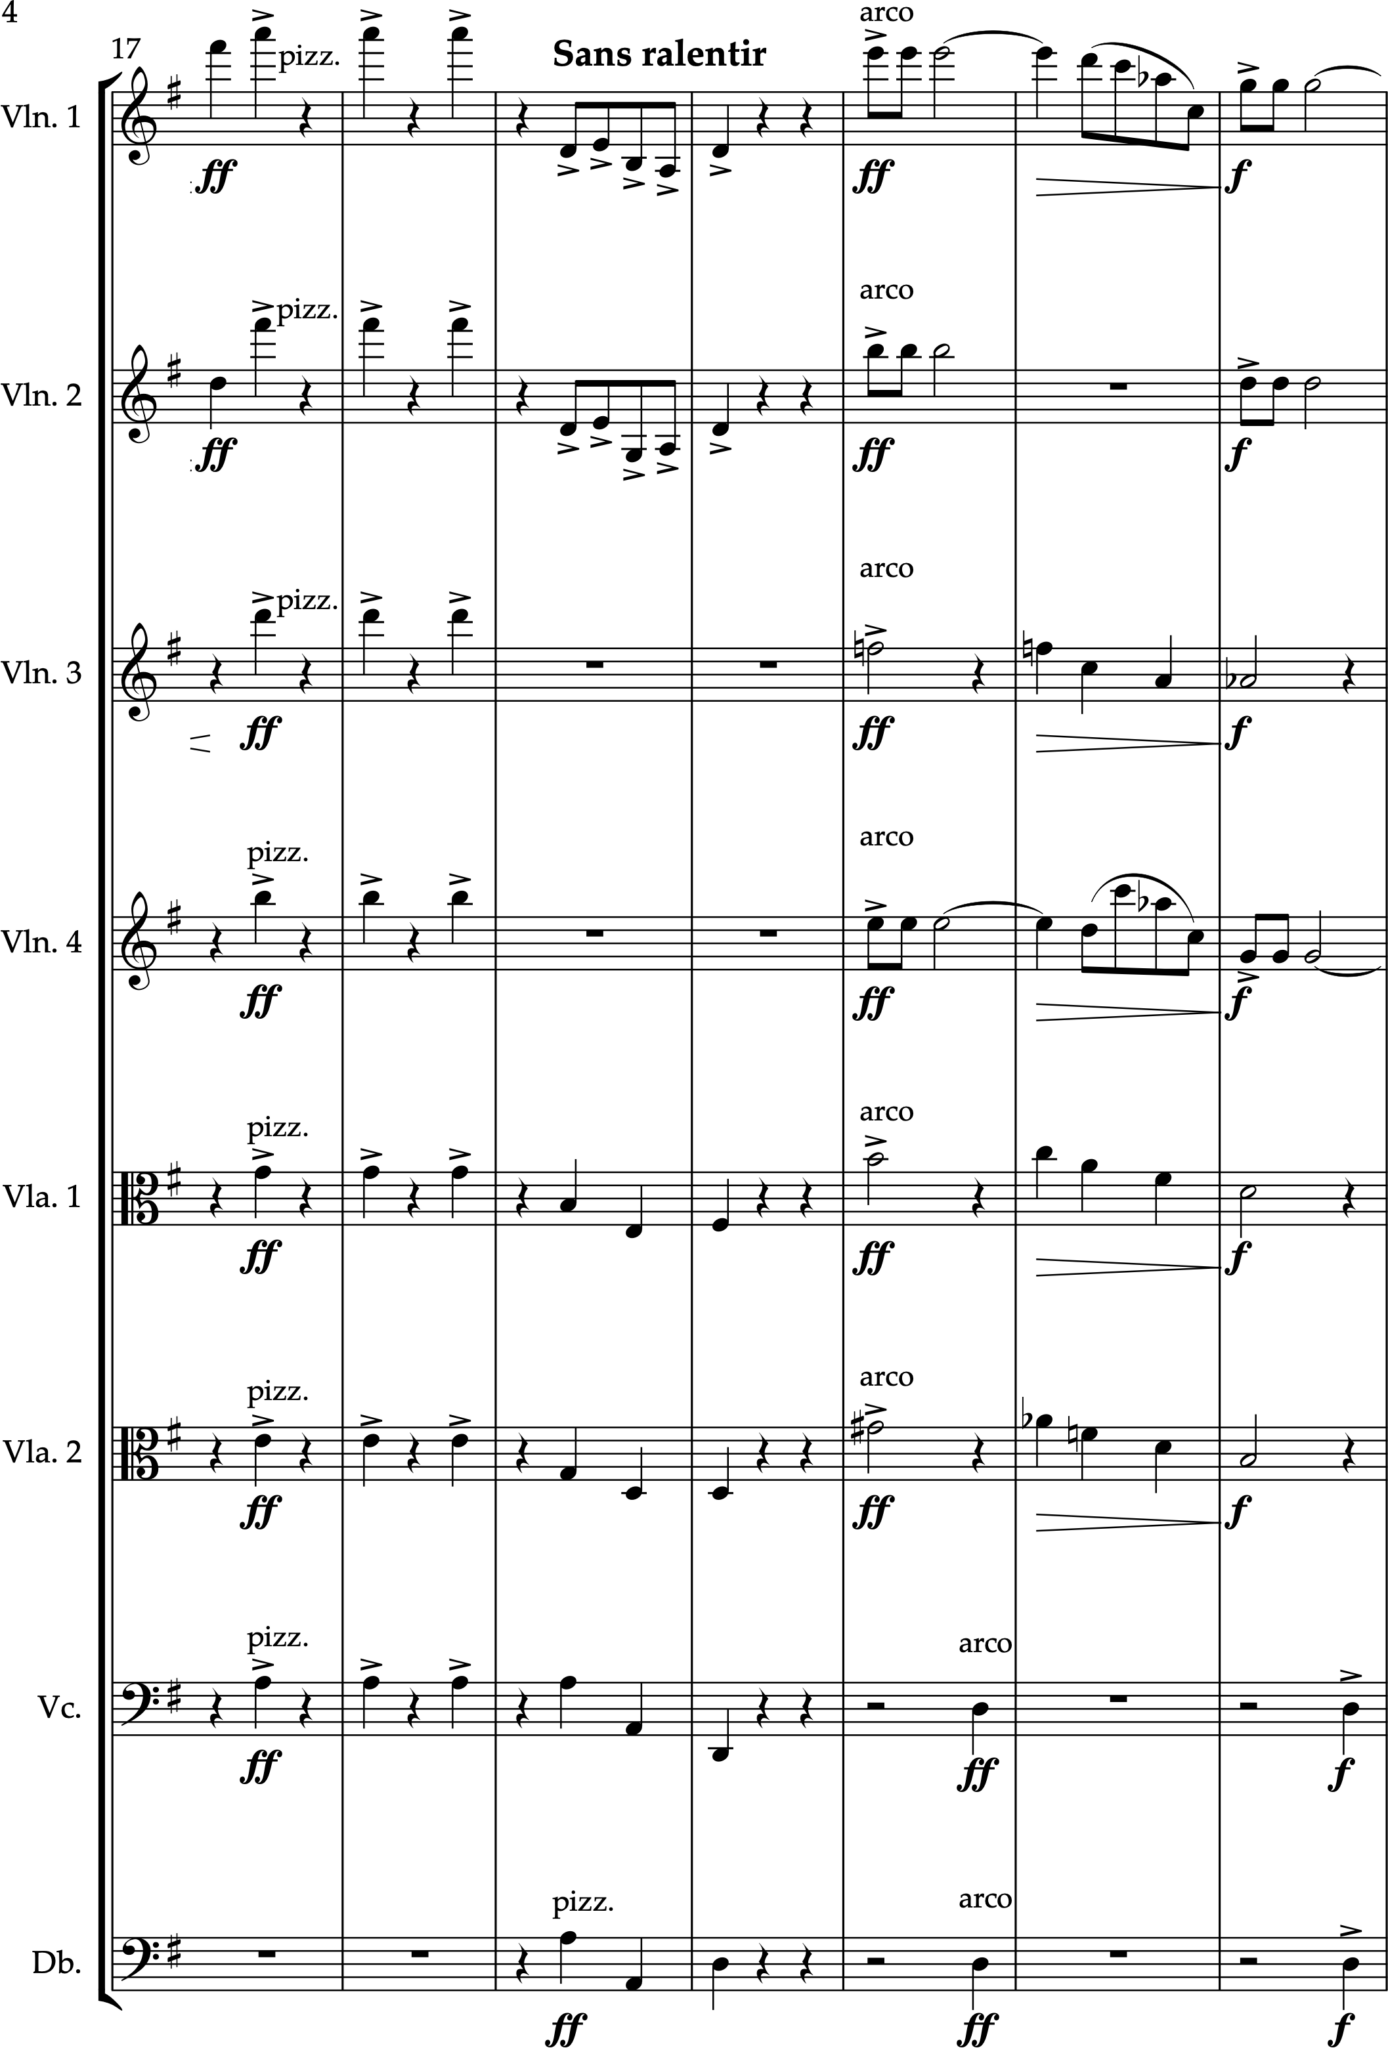 4
17
pizz.
Sans ralentir
arco
Vln. 1
ff
ff
f
pizz.
arco
Vln. 2
ff
ff
f
pizz.
arco
Vln. 3
ff
ff
f
pizz.
arco
Vln. 4
ff
ff
f
pizz.
arco
Vla. 1
ff
ff
f
pizz.
arco
Vla. 2
ff
ff
f
pizz.
arco
Vc.
ff
ff
f
pizz.
arco
Db.
ff
ff
f